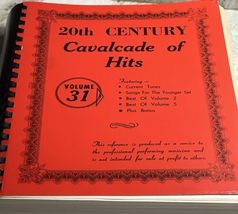 20th CENTURY
Cavalcade of
Hits
VOLUME
31
Featuring —
• Current Tunes
• Songs For The Younger Set
• Best Of Volume 2
• Best Of Volume 5
• Plus Bonus
This reference is produced as a service to
the professional performing musician and
is not intended for sale at profit to others.